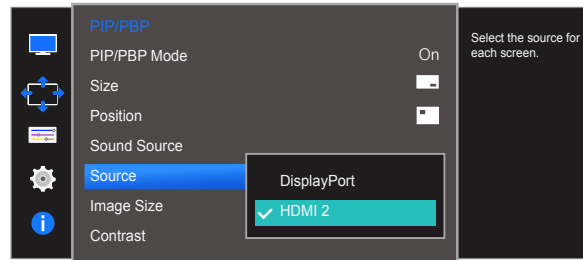 PIP/PBP
PIP/PBP Mode On
Size
Position
Sound Source
Source
Image Size
Contrast
DisplayPort
HDMI 2
Select the source for
each screen.